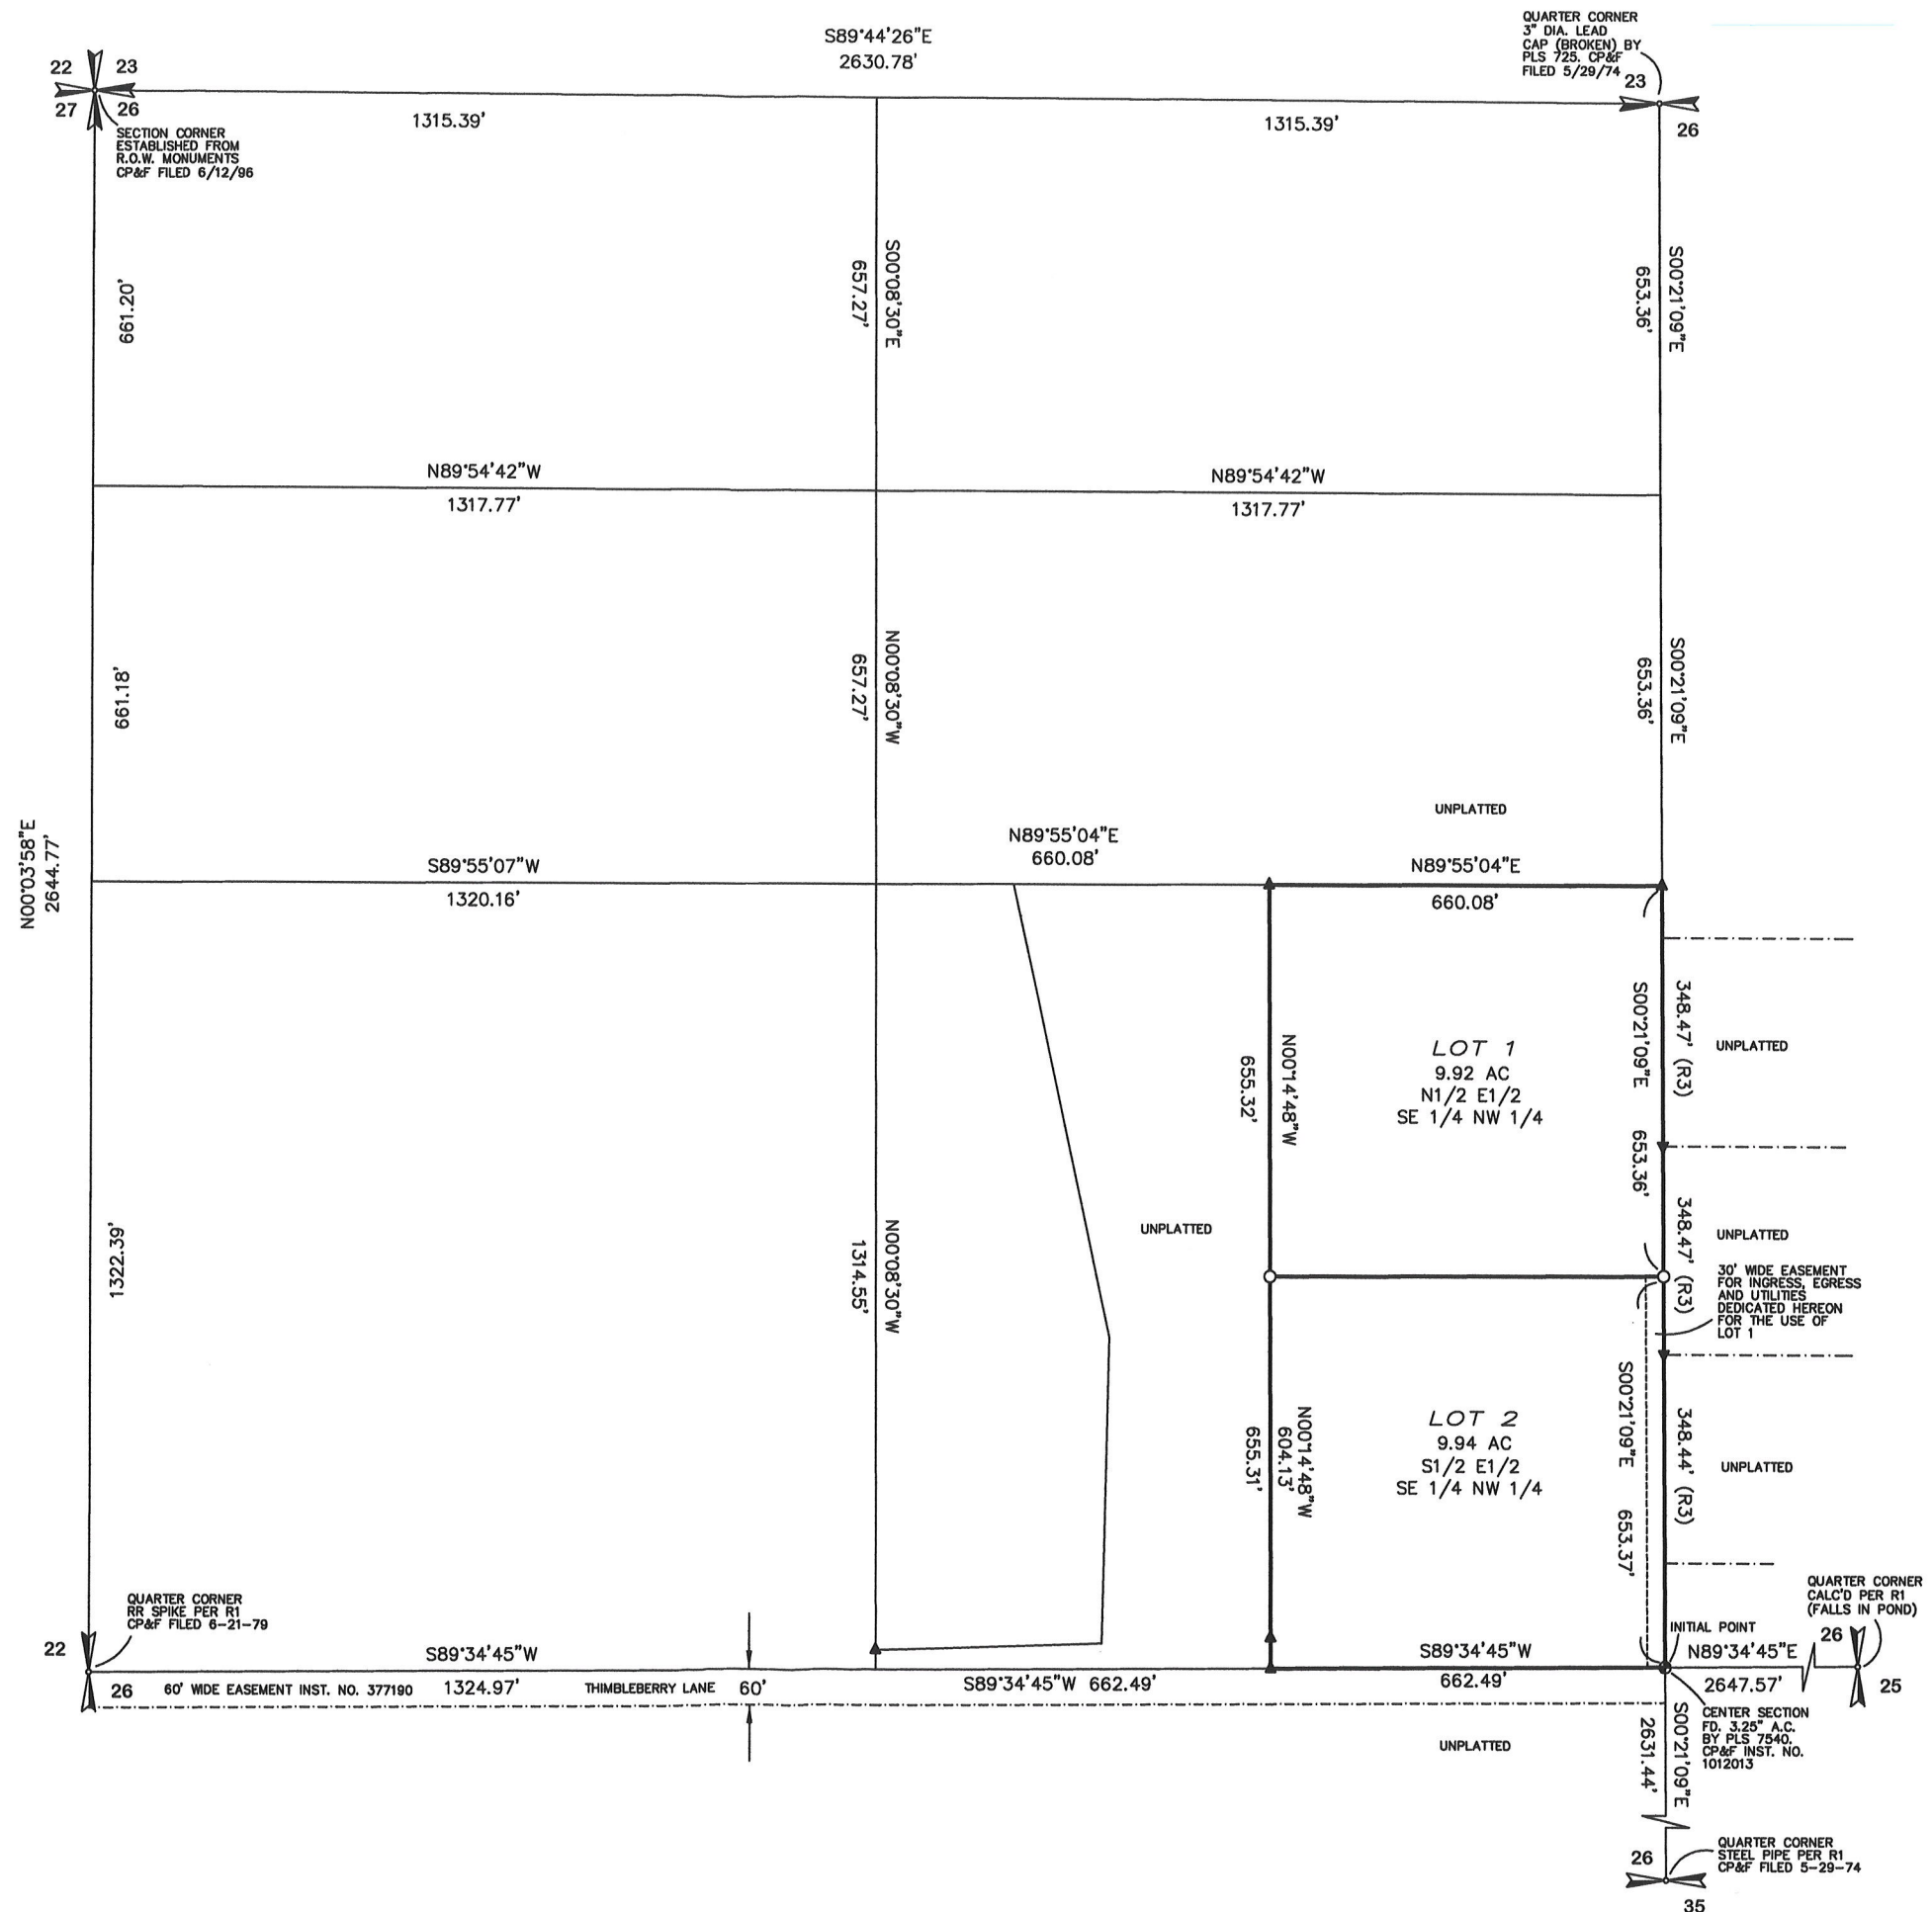 S89°44'26"E
2630.78'
QUARTER CORNER
3" DIA. LEAD
CAP (BROKEN) BY
PLS 725. CP&F
FILED 5/29/74
22 23
27 26
23
26
SECTION CORNER
ESTABLISHED FROM
R.O.W. MONUMENTS
CP&F FILED 6/12/96
1315.39'
1315.39'
661.20'
S00°08'30"E
657.27'
S00°21'09"E
653.36'
N89°54'42"W
1317.77'
N89°54'42"W
1317.77'
661.18'
N00°08'30"W
657.27'
S00°21'09"E
653.36'
N00°03'58"E
2644.77'
UNPLATTED
S89°55'07"W
1320.16'
N89°55'04"E
660.08'
N89°55'04"E
660.08'
348.47' (R3)
S00°21'09"E
653.36'
UNPLATTED
LOT 1
9.92 AC
N1/2 E1/2
SE 1/4 NW 1/4
N00°14'48"W
655.32'
1322.39'
N00°08'30"W
1314.55'
UNPLATTED
348.47' (R3)
UNPLATTED
30' WIDE EASEMENT
FOR INGRESS, EGRESS
AND UTILITIES
DEDICATED HEREON
FOR THE USE OF
LOT 1
LOT 2
9.94 AC
S1/2 E1/2
SE 1/4 NW 1/4
N00°14'48"W
604.13'
655.31'
S00°21'09"E
653.37'
348.44' (R3)
UNPLATTED
QUARTER CORNER
RR SPIKE PER R1
CP&F FILED 6-21-79
QUARTER CORNER
CALC'D PER R1
(FALLS IN POND)
22
26
INITIAL POINT
26
25
S89°34'45"W
1324.97'
60' WIDE EASEMENT INST. NO. 377190
THIMBLEBERRY LANE
60'
S89°34'45"W 662.49'
S89°34'45"W
662.49'
N89°34'45"E
2647.57'
UNPLATTED
CENTER SECTION
FD. 3.25" A.C.
BY PLS 7540.
CP&F INST. NO.
1012013
S00°21'09"E
2631.44'
QUARTER CORNER
STEEL PIPE PER R1
CP&F FILED 5-29-74
26
35